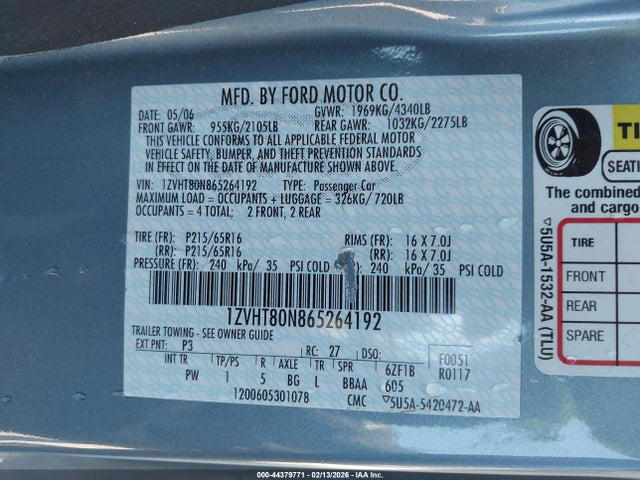 MFD. BY FORD MOTOR CO.
DATE: 05/06 GVWR: 1969KG/4340LB
FRONT GAWR: 955KG/2105LB REAR GAWR: 1032KG/2275LB
THIS VEHICLE CONFORMS TO ALL APPLICABLE FEDERAL MOTOR
VEHICLE SAFETY, BUMPER, AND THEFT PREVENTION STANDARDS
IN EFFECT ON THE DATE OF MANUFACTURE SHOWN ABOVE.
VIN: 1ZVHT80N865264192 TYPE: Passenger Car
MAXIMUM LOAD = OCCUPANTS + LUGGAGE = 326KG/720LB
OCCUPANTS = 4 TOTAL; 2 FRONT, 2 REAR
TIRE (FR): P215/65R16 RIMS (FR): 16 X 7.0J
(RR): P215/65R16 (RR): 16 X 7.0J
PRESSURE (FR): 240 kPa/ 35 PSI COLD 240 kPa/ 35 PSI COLD
1ZVHT80N865264192
TRAILER TOWING - SEE OWNER GUIDE
EXT PNT: P3 RC: 27 DSO: F0051
INT TR TP/PS R AXLE TR SPR 6ZF1B R0117
PW 1 5 BG L BBAA 605
1200605301078 CMC ▽5U5A-5420472-AA
TI
SEATI
The combined
and cargo
TIRE
FRONT
REAR
SPARE
▽5U5A-1532-AA (TLU)
000-44379771 - 02/13/2026 - IAA Inc.